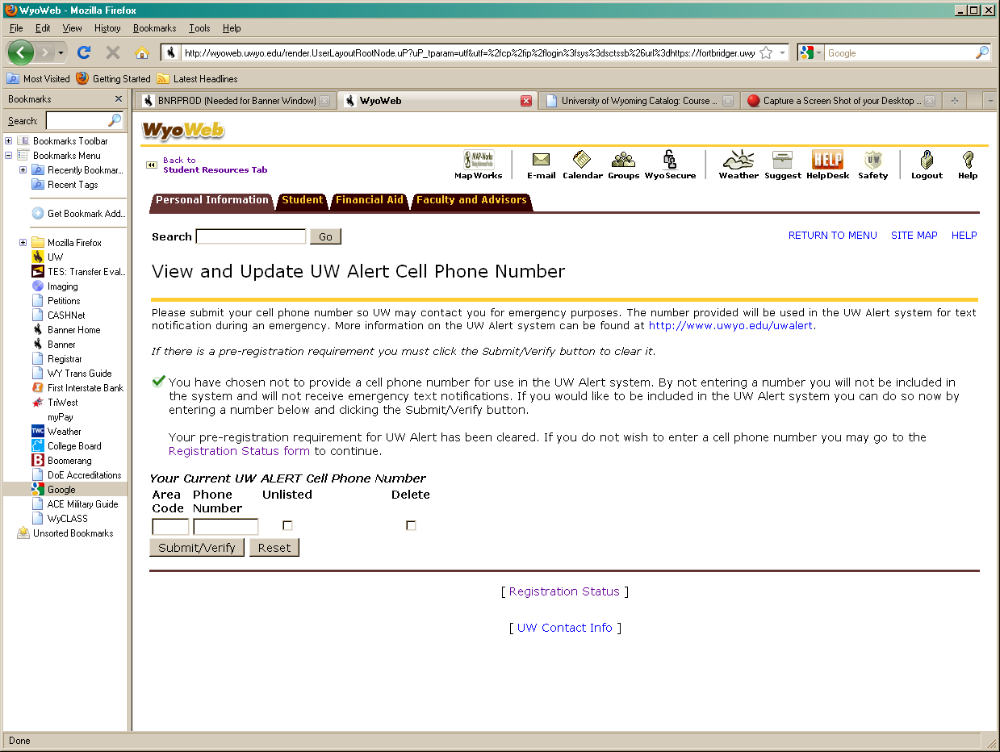 WyoWeb - Mozilla Firefox
File Edit View History Bookmarks Tools Help
http://wyoweb.uwyo.edu/render.UserLayoutRootNode.uP?uP_tparam=utf&utf=%2fcp%2fip%2flogin%3fsys%3dsctssb%26url%3dhttps://fortbridger.uwy
Google
Most Visited Getting Started Latest Headlines
Bookmarks
Search:
Bookmarks Toolbar
Bookmarks Menu
Recently Bookmar...
Recent Tags
Get Bookmark Add...
Mozilla Firefox
UW
TES: Transfer Eval...
Imaging
Petitions
CASHNet
Banner Home
Banner
Registrar
WY Trans Guide
First Interstate Bank
TriWest
myPay
Weather
College Board
Boomerang
DoE Accreditations
Google
ACE Military Guide
WyCLASS
Unsorted Bookmarks
BNRPROD (Needed for Banner Window) WyoWeb University of Wyoming Catalog: Course ... Capture a Screen Shot of your Desktop ...
WyoWeb
Back to
Student Resources Tab
MapWorks E-mail Calendar Groups WyoSecure Weather Suggest HELP HelpDesk UW Safety Logout Help
Personal Information Student Financial Aid Faculty and Advisors
Search Go RETURN TO MENU SITE MAP HELP
View and Update UW Alert Cell Phone Number
Please submit your cell phone number so UW may contact you for emergency purposes. The number provided will be used in the UW Alert system for text
notification during an emergency. More information on the UW Alert system can be found at http://www.uwyo.edu/uwalert.
If there is a pre-registration requirement you must click the Submit/Verify button to clear it.
You have chosen not to provide a cell phone number for use in the UW Alert system. By not entering a number you will not be included in
the system and will not receive emergency text notifications. If you would like to be included in the UW Alert system you can do so now by
entering a number below and clicking the Submit/Verify button.
Your pre-registration requirement for UW Alert has been cleared. If you do not wish to enter a cell phone number you may go to the
Registration Status form to continue.
Your Current UW ALERT Cell Phone Number
Area Code Phone Number Unlisted Delete
Submit/Verify Reset
[ Registration Status ]
[ UW Contact Info ]
Done